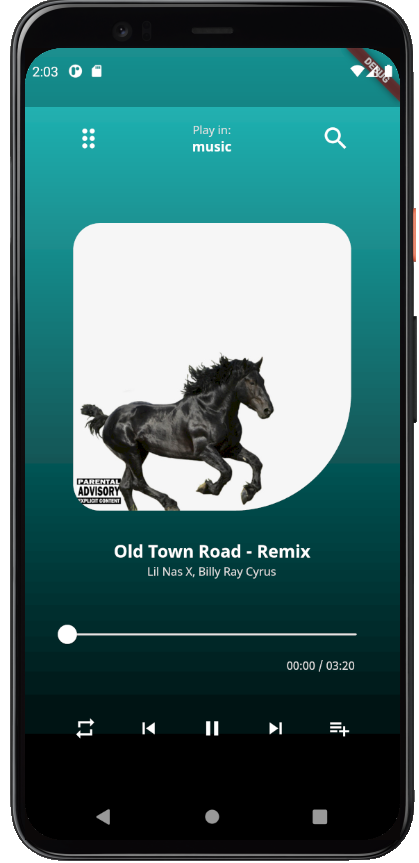 2:03
DEBUG
Play in:
music
PARENTAL
ADVISORY
EXPLICIT CONTENT
Old Town Road - Remix
Lil Nas X, Billy Ray Cyrus
00:00 / 03:20